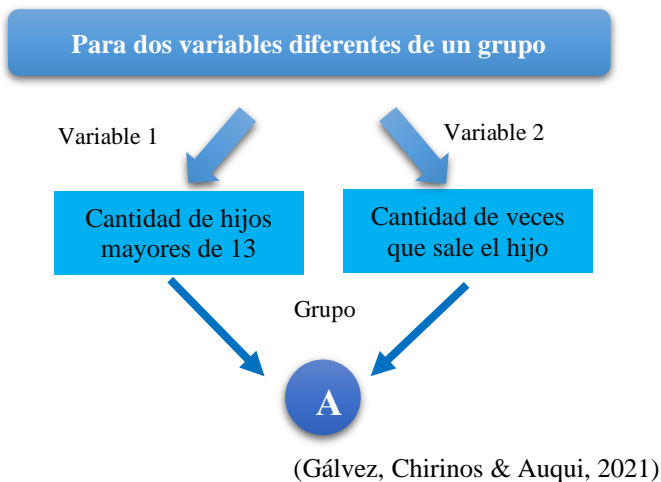 Para dos variables diferentes de un grupo
Variable 1
Variable 2
Cantidad de hijos
mayores de 13
Cantidad de veces
que sale el hijo
Grupo
A
(Gálvez, Chirinos & Auqui, 2021)